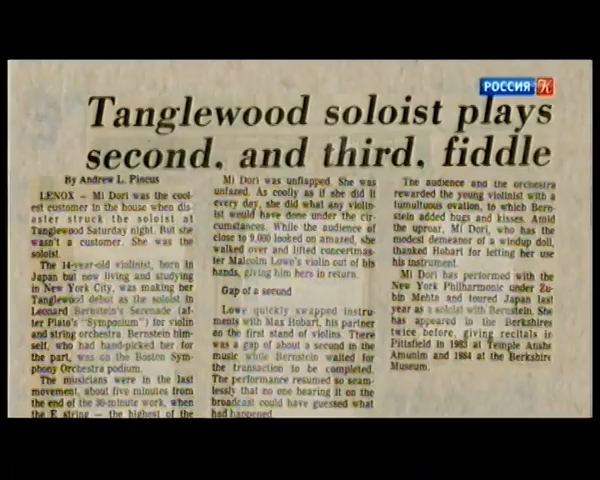 РОССИЯ К
Tanglewood soloist plays
second, and third, fiddle
By Andrew L. Pincus
LENOX — Mi Dori was the cool-
est customer in the house when dis-
aster struck the soloist at
Tanglewood Saturday night. But she
wasn't a customer. She was the
soloist.
The 14-year-old violinist, born in
Japan but now living and studying
in New York City, was making her
Tanglewood debut as the soloist in
Leonard Bernstein's Serenade (af-
ter Plato's "Symposium") for violin
and string orchestra. Bernstein him-
self, who had hand-picked her for
the part, was on the Boston Sym-
phony Orchestra podium.
The musicians were in the last
movement, about five minutes from
the end of the 30-minute work, when
the E string — the highest of the
Mi Dori was unflapped. She was
unfazed. As coolly as if she did it
every day, she did what any violin-
ist would have done under the cir-
cumstances. While the audience of
close to 9,000 looked on amazed, she
walked over and lifted concertmas-
ter Malcolm Lowe's violin out of his
hands, giving him hers in return.
Gap of a second
Lowe quickly swapped instru-
ments with Max Hobart, his partner
on the first stand of violins. There
was a gap of about a second in the
music while Bernstein waited for
the transaction to be completed.
The performance resumed so seam-
lessly that no one hearing it on the
broadcast could have guessed what
had happened.
The audience and the orchestra
rewarded the young violinist with a
tumultuous ovation, to which Bern-
stein added hugs and kisses. Amid
the uproar, Mi Dori, who has the
modest demeanor of a windup doll,
thanked Hobart for letting her use
his instrument.
Mi Dori has performed with the
New York Philharmonic under Zu-
bin Mehta and toured Japan last
year as a soloist with Bernstein. She
has appeared in the Berkshires
twice before, giving recitals in
Pittsfield in 1983 at Temple Anshe
Amunim and 1984 at the Berkshire
Museum.